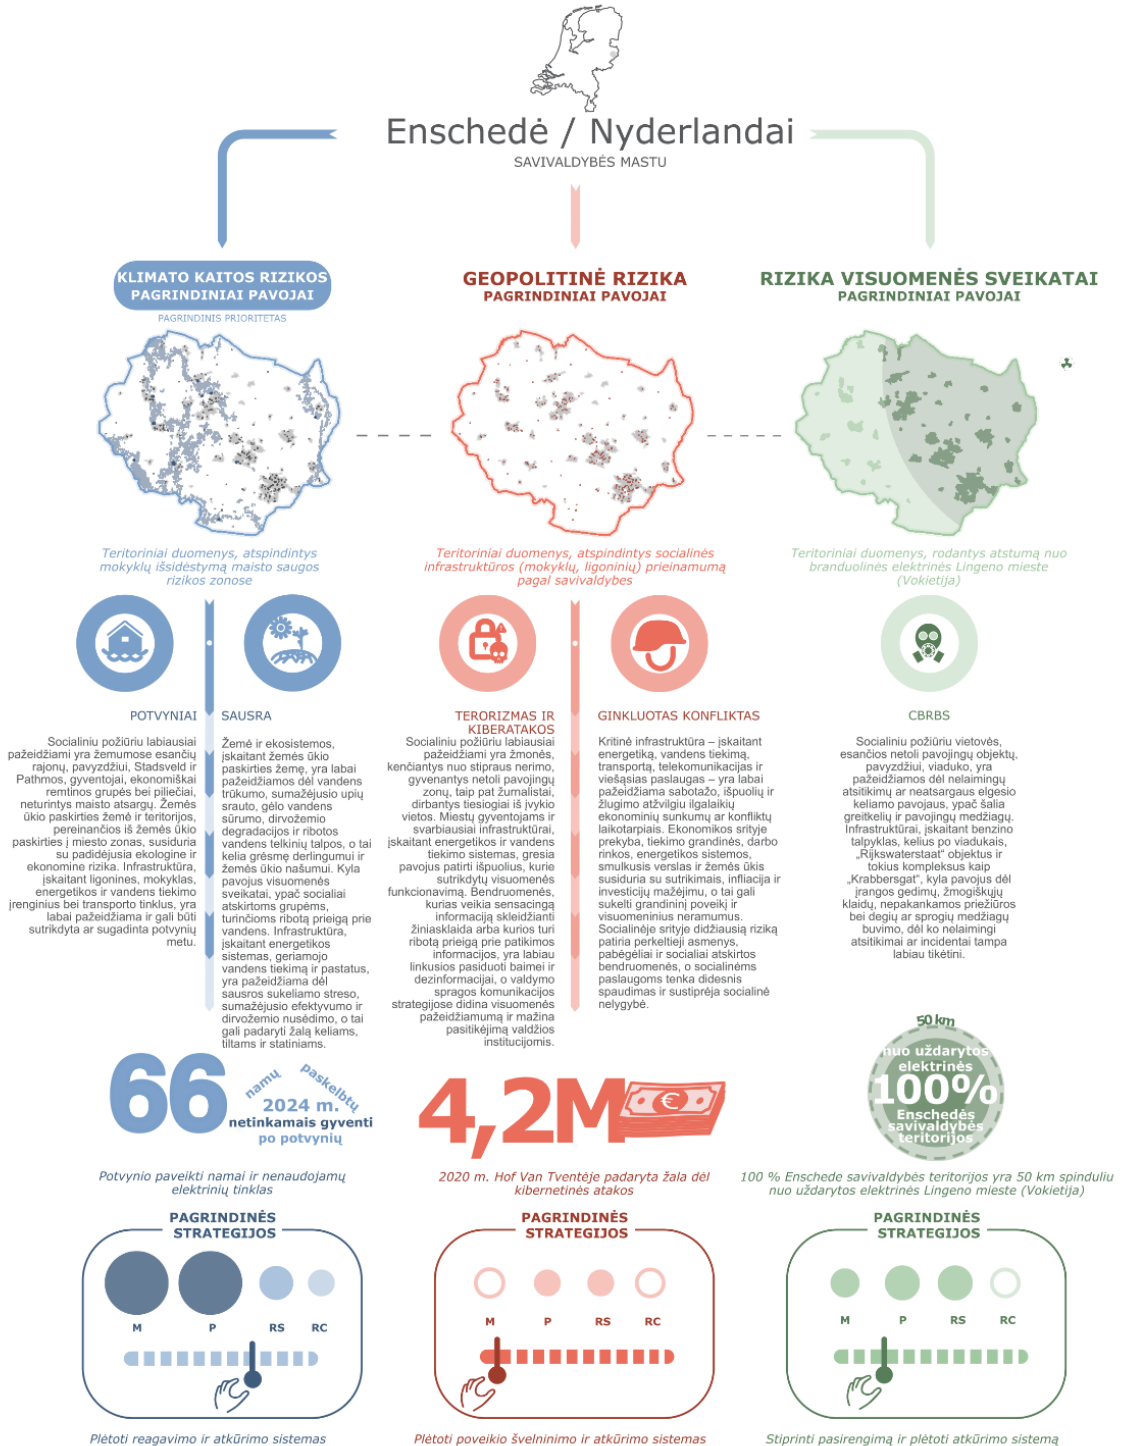 Enschedė / Nyderlandai
SAVIVALDYBĖS MASTU
KLIMATO KAITOS RIZIKOS
PAGRINDINIAI PAVOJAI
PAGRINDINIS PRIORITETAS
Teritoriniai duomenys, atspindintys
mokyklų išsidėstymą maisto saugos
rizikos zonose
POTVYNIAI
Socialiniu požiūriu labiausiai
pažeidžiami yra žemumose esančių
rajonų, pavyzdžiui, Stadsveld ir
Pathmos, gyventojai, ekonomiškai
remtinos grupės bei piliečiai,
neturintys maisto atsargų. Žemės
ūkio paskirties žemė ir teritorijos,
pereinančios iš žemės ūkio
paskirties į miesto zonas, susiduria
su padidėjusia ekologine ir
ekonomine rizika. Infrastruktūra,
įskaitant ligonines, mokyklas,
energetikos ir vandens tiekimo
įrenginius bei transporto tinklus, yra
labai pažeidžiama ir gali būti
sutrikdyta ar sugadinta potvynių
metu.
SAUSRA
Žemė ir ekosistemos,
įskaitant žemės ūkio
paskirties žemę, yra labai
pažeidžiamos dėl vandens
trūkumo, sumažėjusio upių
srauto, gėlo vandens
sūrumo, dirvožemio
degradacijos ir ribotos
vandens telkinių talpos, o tai
kelia grėsmę derlingumui ir
žemės ūkio našumui. Kyla
pavojus visuomenės
sveikatai, ypač socialiai
atskirtoms grupėms,
turinčioms ribotą prieigą prie
vandens. Infrastruktūra,
įskaitant energetikos
sistemas, geriamojo
vandens tiekimą ir pastatus,
yra pažeidžiama dėl
sausros sukeliamo streso,
sumažėjusio efektyvumo ir
dirvožemio nusėdimo, o tai
gali padaryti žalą keliams,
tiltams ir statiniams.
66
namų paskelbtų
2024 m.
netinkamais gyventi
po potvynių
Potvynio paveikti namai ir nenaudojamų
elektrinių tinklas
PAGRINDINĖS
STRATEGIJOS
M P RS RC
Plėtoti reagavimo ir atkūrimo sistemas
GEOPOLITINĖ RIZIKA
PAGRINDINIAI PAVOJAI
Teritoriniai duomenys, atspindintys socialinės
infrastruktūros (mokyklų, ligoninių) prieinamumą
pagal savivaldybes
TERORIZMAS IR
KIBERATAKOS
Socialiniu požiūriu labiausiai
pažeidžiami yra žmonės,
kenčiantys nuo stipraus nerimo,
gyvenantys netoli pavojingų
zonų, taip pat žurnalistai,
dirbantys tiesiogiai iš įvykio
vietos. Miestų gyventojams ir
svarbiausiai infrastruktūrai,
įskaitant energetikos ir vandens
tiekimo sistemas, gresia
pavojus patirti išpuolius, kurie
sutrikdytų visuomenės
funkcionavimą. Bendruomenės,
kurias veikia sensacingą
informaciją skleidžianti
žiniasklaida arba kurios turi
ribotą prieigą prie patikimos
informacijos, yra labiau
linkusios pasiduoti baimei ir
dezinformacijai, o valdymo
spragos komunikacijos
strategijose didina visuomenės
pažeidžiamumą ir mažina
pasitikėjimą valdžios
institucijomis.
GINKLUOTAS KONFLIKTAS
Kritinė infrastruktūra – įskaitant
energetiką, vandens tiekimą,
transportą, telekomunikacijas ir
viešąsias paslaugas – yra labai
pažeidžiama sabotažo, išpuolių ir
žlugimo atžvilgiu ilgalaikių
ekonominių sunkumų ar konfliktų
laikotarpiais. Ekonomikos srityje
prekyba, tiekimo grandinės, darbo
rinkos, energetikos sistemos,
smulkusis verslas ir žemės ūkis
susiduria su sutrikimais, infliacija ir
investicijų mažėjimu, o tai gali
sukelti grandininį poveikį ir
visuomeninius neramumus.
Socialinėje srityje didžiausią riziką
patiria perkeltieji asmenys,
pabėgėliai ir socialiai atskirtos
bendruomenės, o socialinėms
paslaugoms tenka didesnis
spaudimas ir sustiprėja socialinė
nelygybė.
4,2M
€
2020 m. Hof Van Tventėje padaryta žala dėl
kibernetinės atakos
PAGRINDINĖS
STRATEGIJOS
M P RS RC
Plėtoti poveikio švelninimo ir atkūrimo sistemas
RIZIKA VISUOMENĖS SVEIKATAI
PAGRINDINIAI PAVOJAI
Teritoriniai duomenys, rodantys atstumą nuo
branduolinės elektrinės Lingeno mieste
(Vokietija)
CBRBS
Socialiniu požiūriu vietovės,
esančios netoli pavojingų objektų,
pavyzdžiui, viaduko, yra
pažeidžiamos dėl nelaimingų
atsitikimų ar neatsargaus elgesio
keliamo pavojaus, ypač šalia
greitkelių ir pavojingų medžiagų.
Infrastruktūrai, įskaitant benzino
talpyklas, kelius po viadukais,
„Rijkswaterstaat“ objektus ir
tokius kompleksus kaip
„Krabbersgat“, kyla pavojus dėl
įrangos gedimų, žmogiškųjų
klaidų, nepakankamos priežiūros
bei degių ar sprogių medžiagų
buvimo, dėl ko nelaimingi
atsitikimai ar incidentai tampa
labiau tikėtini.
50 km
nuo uždarytos
elektrinės
100%
Enschedės
savivaldybės
teritorijos
100 % Enschede savivaldybės teritorijos yra 50 km spinduliu
nuo uždarytos elektrinės Lingeno mieste (Vokietija)
PAGRINDINĖS
STRATEGIJOS
M P RS RC
Stiprinti pasirengimą ir plėtoti atkūrimo sistemą